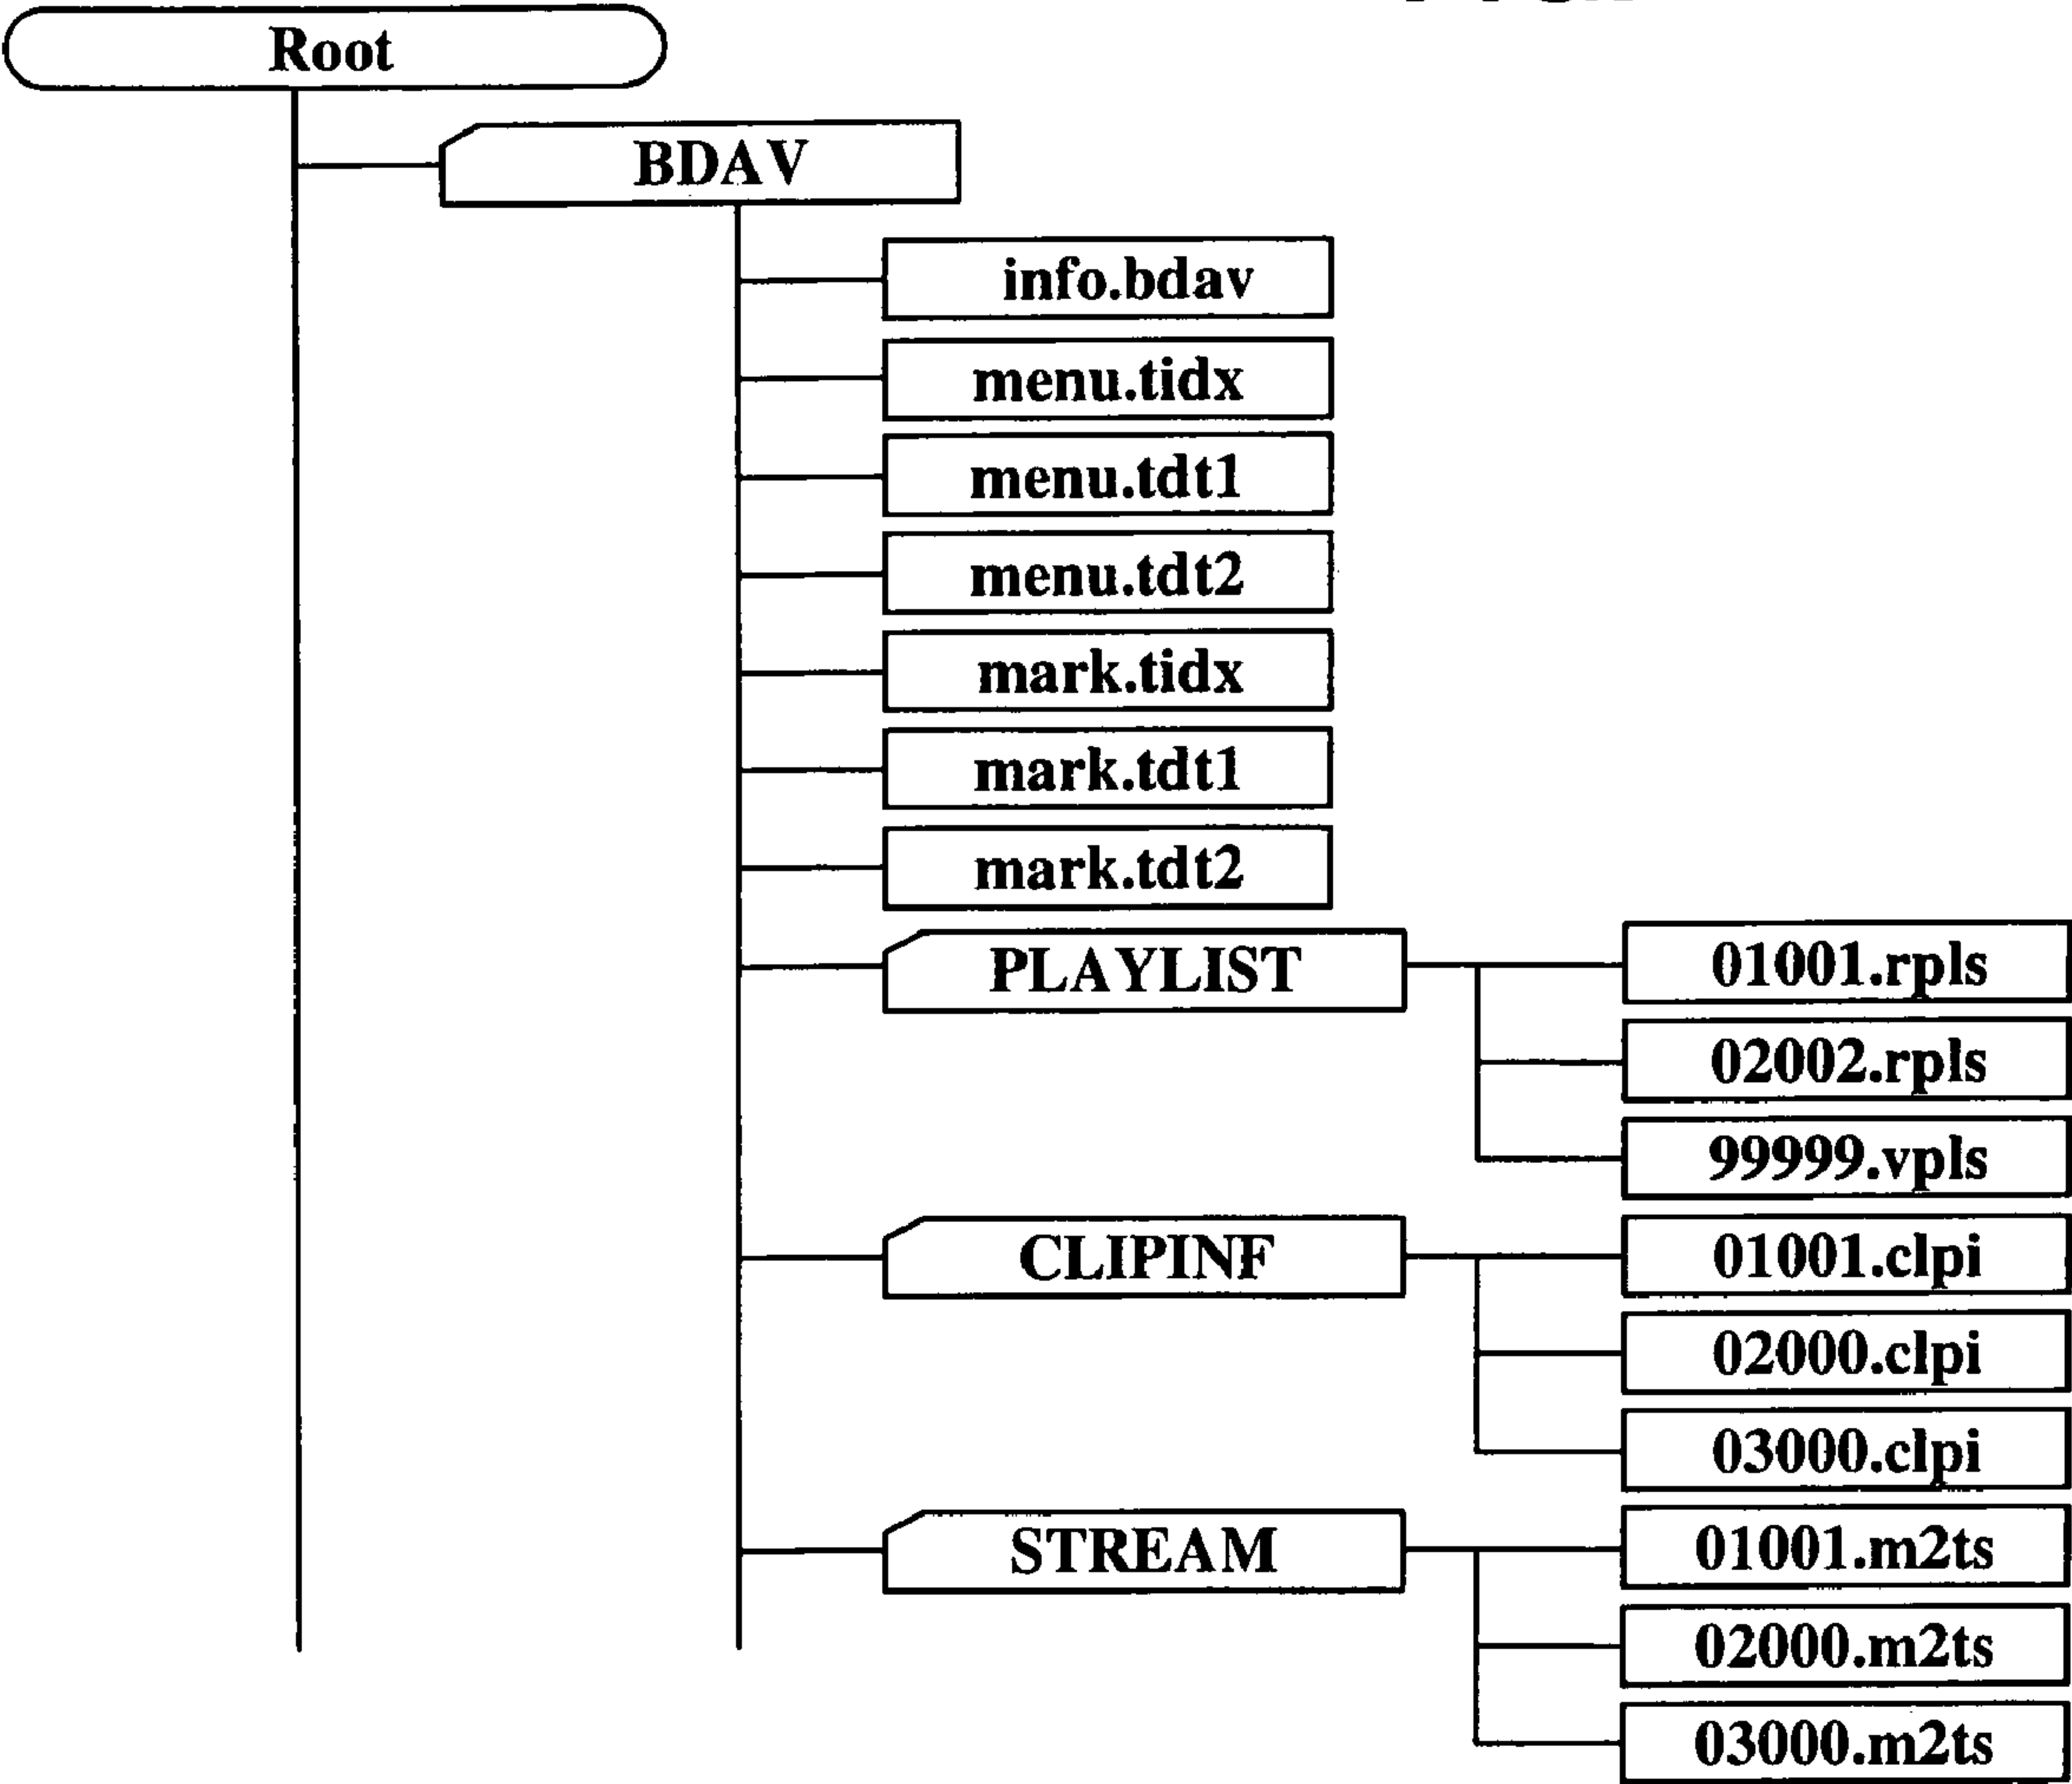 Root
BDAV
info.bdav
menu.tidx
menu.tdt1
menu.tdt2
mark.tidx
mark.tdt1
mark.tdt2
PLAYLIST
01001.rpls
02002.rpls
99999.vpls
CLIPINF
01001.clpi
02000.clpi
03000.clpi
STREAM
01001.m2ts
02000.m2ts
03000.m2ts